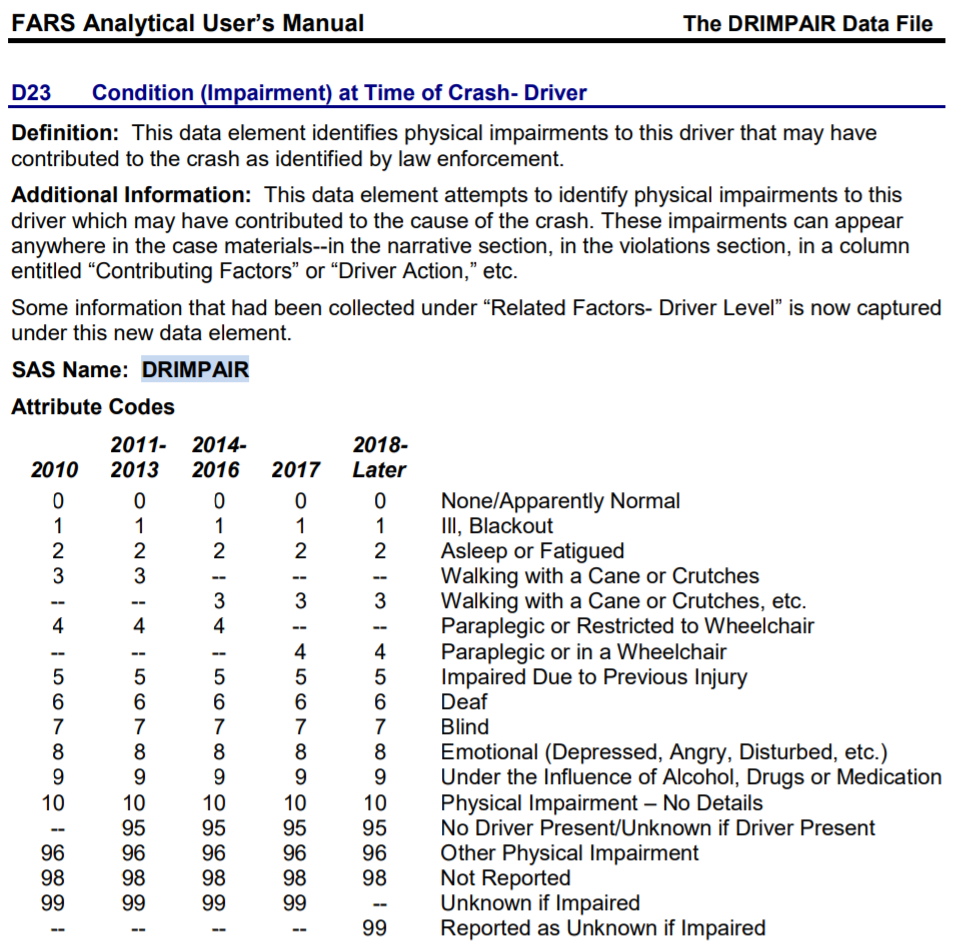 FARS Analytical User’s Manual The DRIMPAIR Data File
D23 Condition (Impairment) at Time of Crash- Driver
Definition: This data element identifies physical impairments to this driver that may have
contributed to the crash as identified by law enforcement.
Additional Information: This data element attempts to identify physical impairments to this
driver which may have contributed to the cause of the crash. These impairments can appear
anywhere in the case materials--in the narrative section, in the violations section, in a column
entitled “Contributing Factors” or “Driver Action,” etc.
Some information that had been collected under “Related Factors- Driver Level” is now captured
under this new data element.
SAS Name: DRIMPAIR
Attribute Codes
2011- 2014- 2018-
2010 2013 2016 2017 Later
0 0 0 0 0 None/Apparently Normal
1 1 1 1 1 Ill, Blackout
2 2 2 2 2 Asleep or Fatigued
3 3 -- -- -- Walking with a Cane or Crutches
-- -- 3 3 3 Walking with a Cane or Crutches, etc.
4 4 4 -- -- Paraplegic or Restricted to Wheelchair
-- -- -- 4 4 Paraplegic or in a Wheelchair
5 5 5 5 5 Impaired Due to Previous Injury
6 6 6 6 6 Deaf
7 7 7 7 7 Blind
8 8 8 8 8 Emotional (Depressed, Angry, Disturbed, etc.)
9 9 9 9 9 Under the Influence of Alcohol, Drugs or Medication
10 10 10 10 10 Physical Impairment – No Details
-- 95 95 95 95 No Driver Present/Unknown if Driver Present
96 96 96 96 96 Other Physical Impairment
98 98 98 98 98 Not Reported
99 99 99 99 -- Unknown if Impaired
-- -- -- -- 99 Reported as Unknown if Impaired